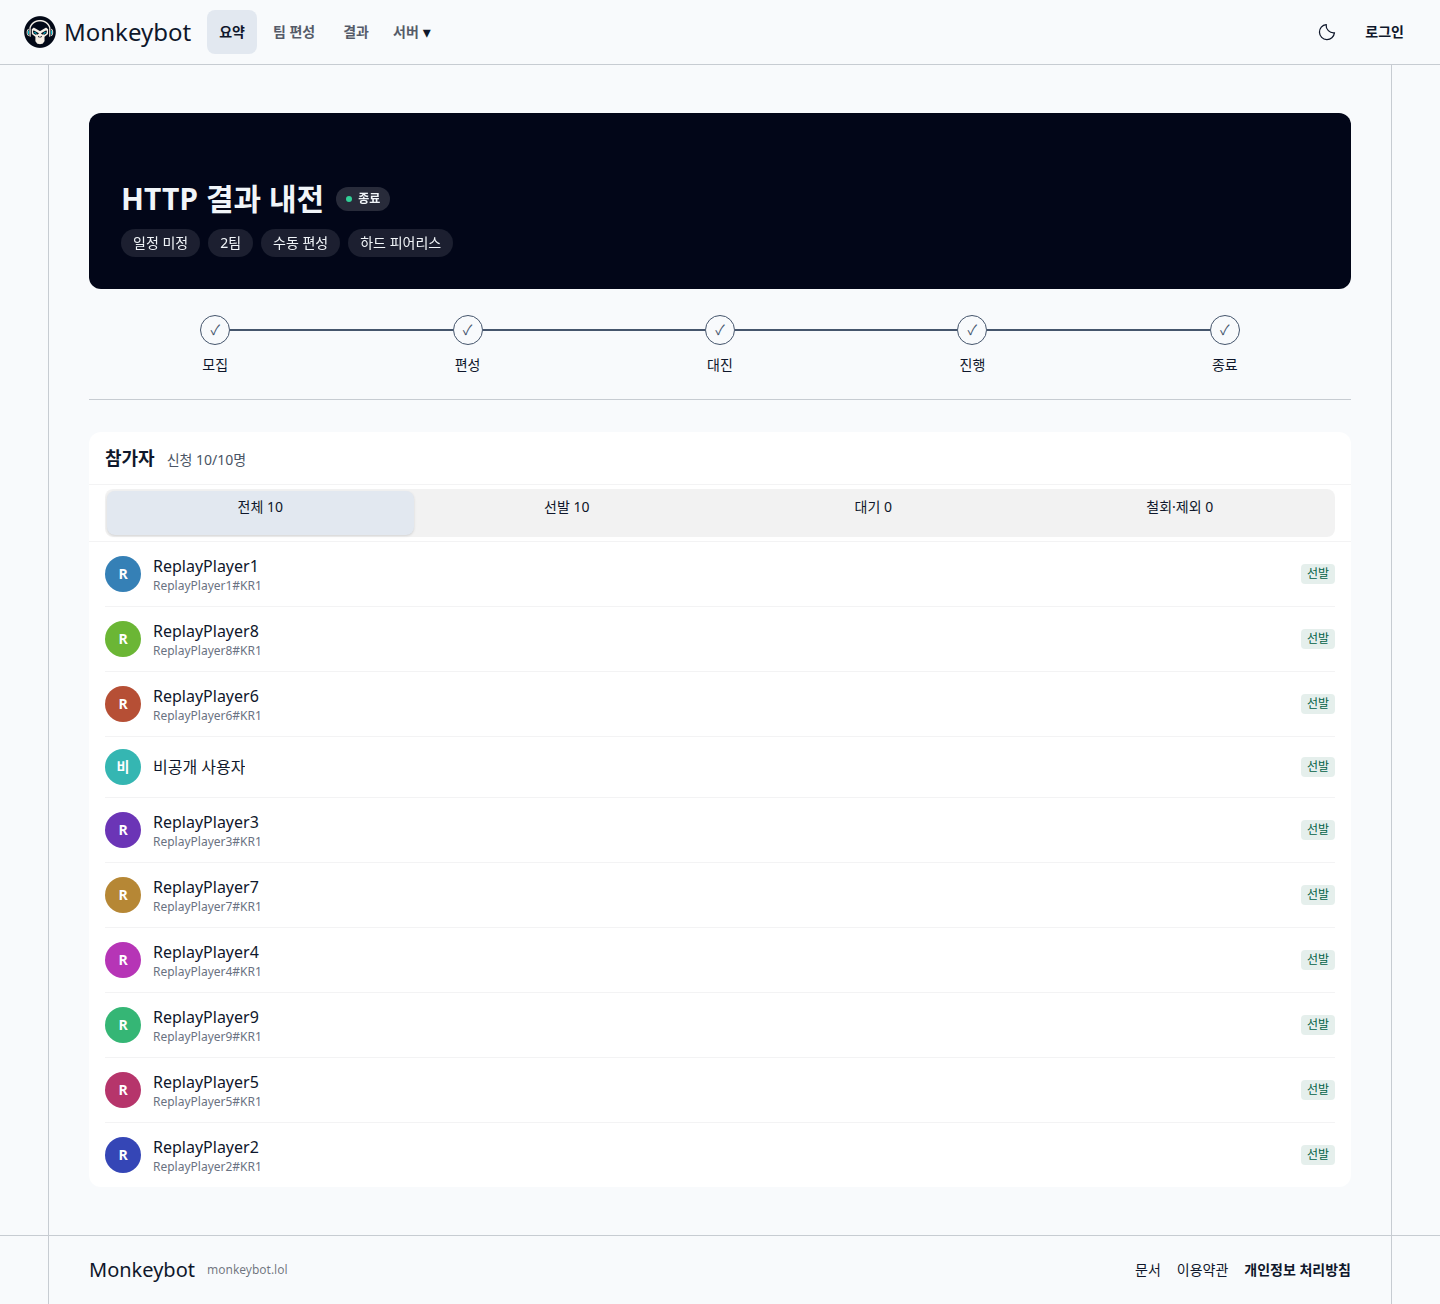 Monkeybot 요약 팀 편성 결과 서버 ▾ 로그인
HTTP 결과 내전 종료
일정 미정 2팀 수동 편성 하드 피어리스
✓ ✓ ✓ ✓ ✓
모집 편성 대진 진행 종료
참가자 신청 10/10명
전체 10 선발 10 대기 0 철회·제외 0
R ReplayPlayer1 선발
ReplayPlayer1#KR1
R ReplayPlayer8 선발
ReplayPlayer8#KR1
R ReplayPlayer6 선발
ReplayPlayer6#KR1
비 비공개 사용자 선발
R ReplayPlayer3 선발
ReplayPlayer3#KR1
R ReplayPlayer7 선발
ReplayPlayer7#KR1
R ReplayPlayer4 선발
ReplayPlayer4#KR1
R ReplayPlayer9 선발
ReplayPlayer9#KR1
R ReplayPlayer5 선발
ReplayPlayer5#KR1
R ReplayPlayer2 선발
ReplayPlayer2#KR1
Monkeybot monkeybot.lol 문서 이용약관 개인정보 처리방침